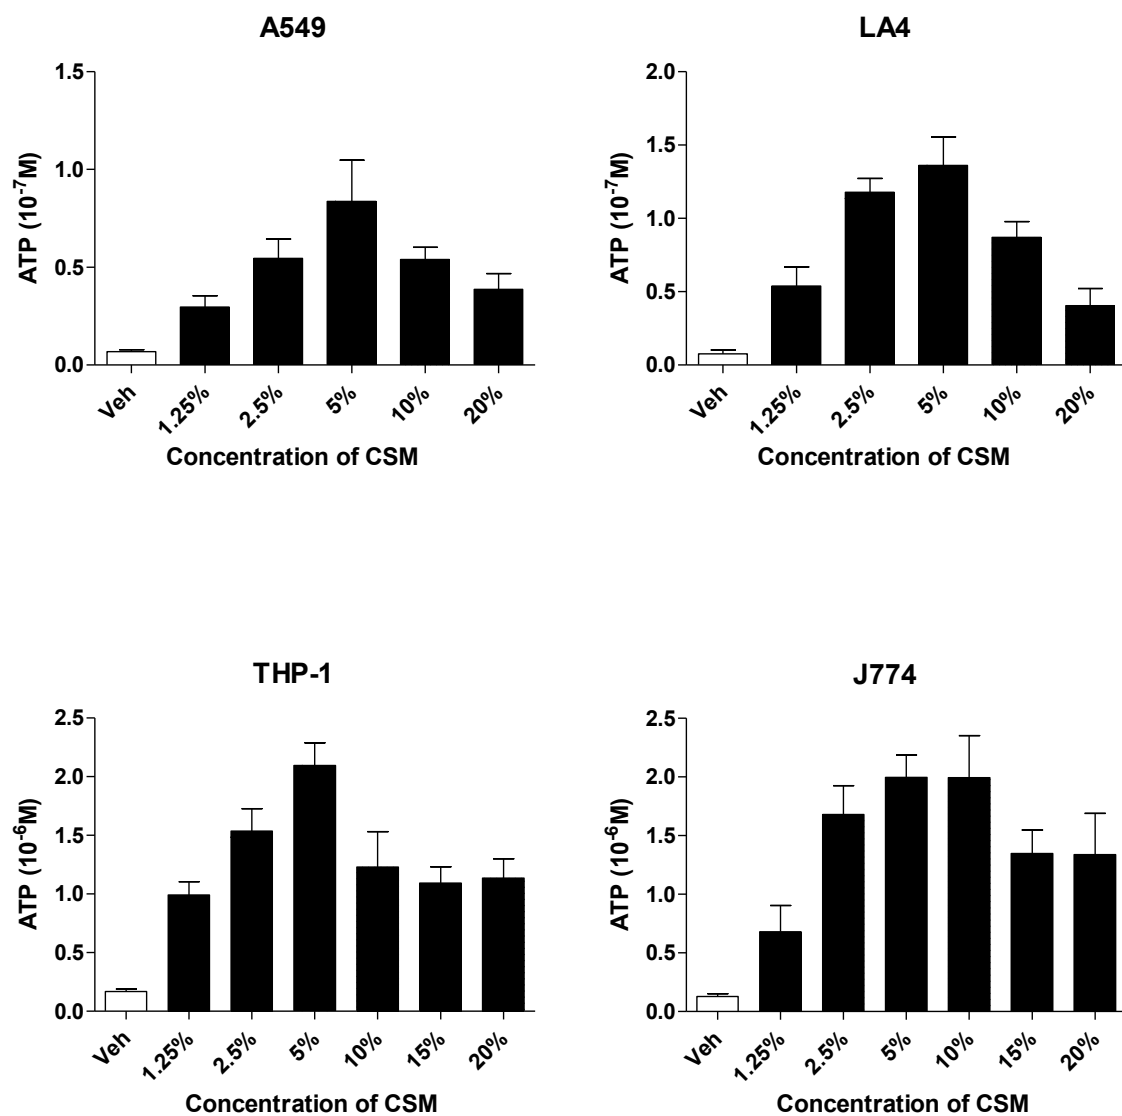 A549
1.5
1.0
0.5
0.0
ATP (10⁻⁷M)
Veh
1.25%
2.5%
5%
10%
20%
Concentration of CSM
LA4
2.0
1.5
1.0
0.5
0.0
ATP (10⁻⁷M)
Veh
1.25%
2.5%
5%
10%
20%
Concentration of CSM
THP-1
2.5
2.0
1.5
1.0
0.5
0.0
ATP (10⁻⁶M)
Veh
1.25%
2.5%
5%
10%
15%
20%
Concentration of CSM
J774
2.5
2.0
1.5
1.0
0.5
0.0
ATP (10⁻⁶M)
Veh
1.25%
2.5%
5%
10%
15%
20%
Concentration of CSM